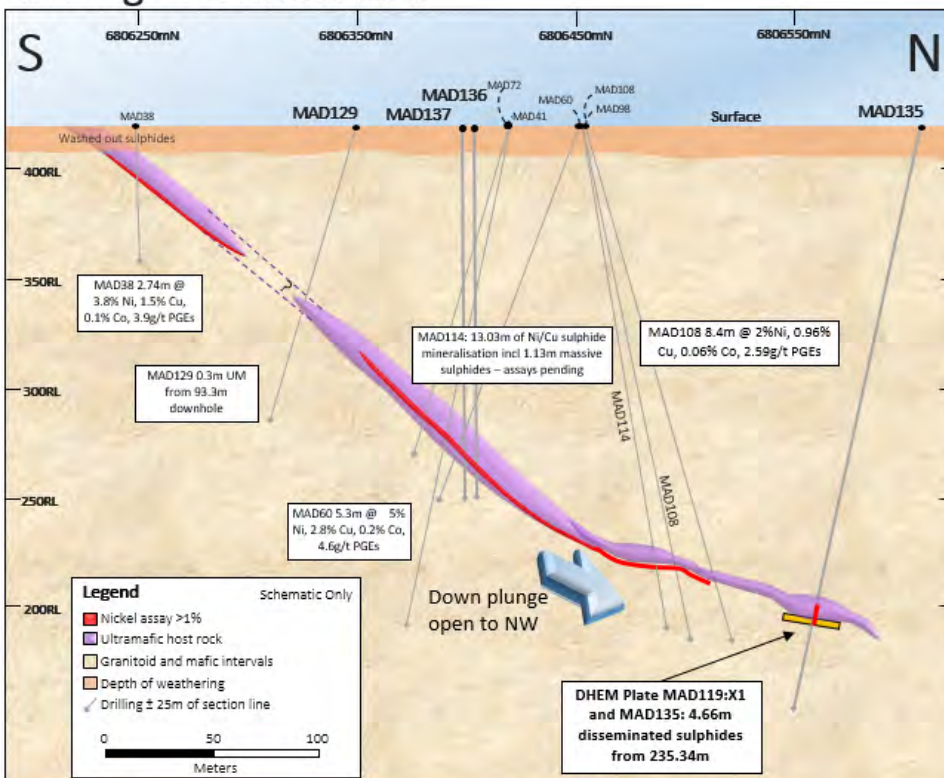 6806250mN 6806350mN 6806450mN 6806550mN
S
N
MAD38
MAD129
MAD137
MAD136
MAD72
MAD41
MAD60
MAD108
MAD98
Surface
MAD135
Washed out sulphides
400RL
350RL
300RL
250RL
200RL
?
MAD38 2.74m @
3.8% Ni, 1.5% Cu,
0.1% Co, 3.9g/t PGEs
MAD129 0.3m UM
from 93.3m
downhole
MAD114: 13.03m of Ni/Cu sulphide
mineralisation incl 1.13m massive
sulphides – assays pending
MAD108 8.4m @ 2%Ni, 0.96%
Cu, 0.06% Co, 2.59g/t PGEs
MAD114
MAD108
MAD60 5.3m @ 5%
Ni, 2.8% Cu, 0.2% Co,
4.6g/t PGEs
Down plunge
open to NW
DHEM Plate MAD119:X1
and MAD135: 4.66m
disseminated sulphides
from 235.34m
Legend Schematic Only
Nickel assay >1%
Ultramafic host rock
Granitoid and mafic intervals
Depth of weathering
Drilling ± 25m of section line
0 50 100
Meters